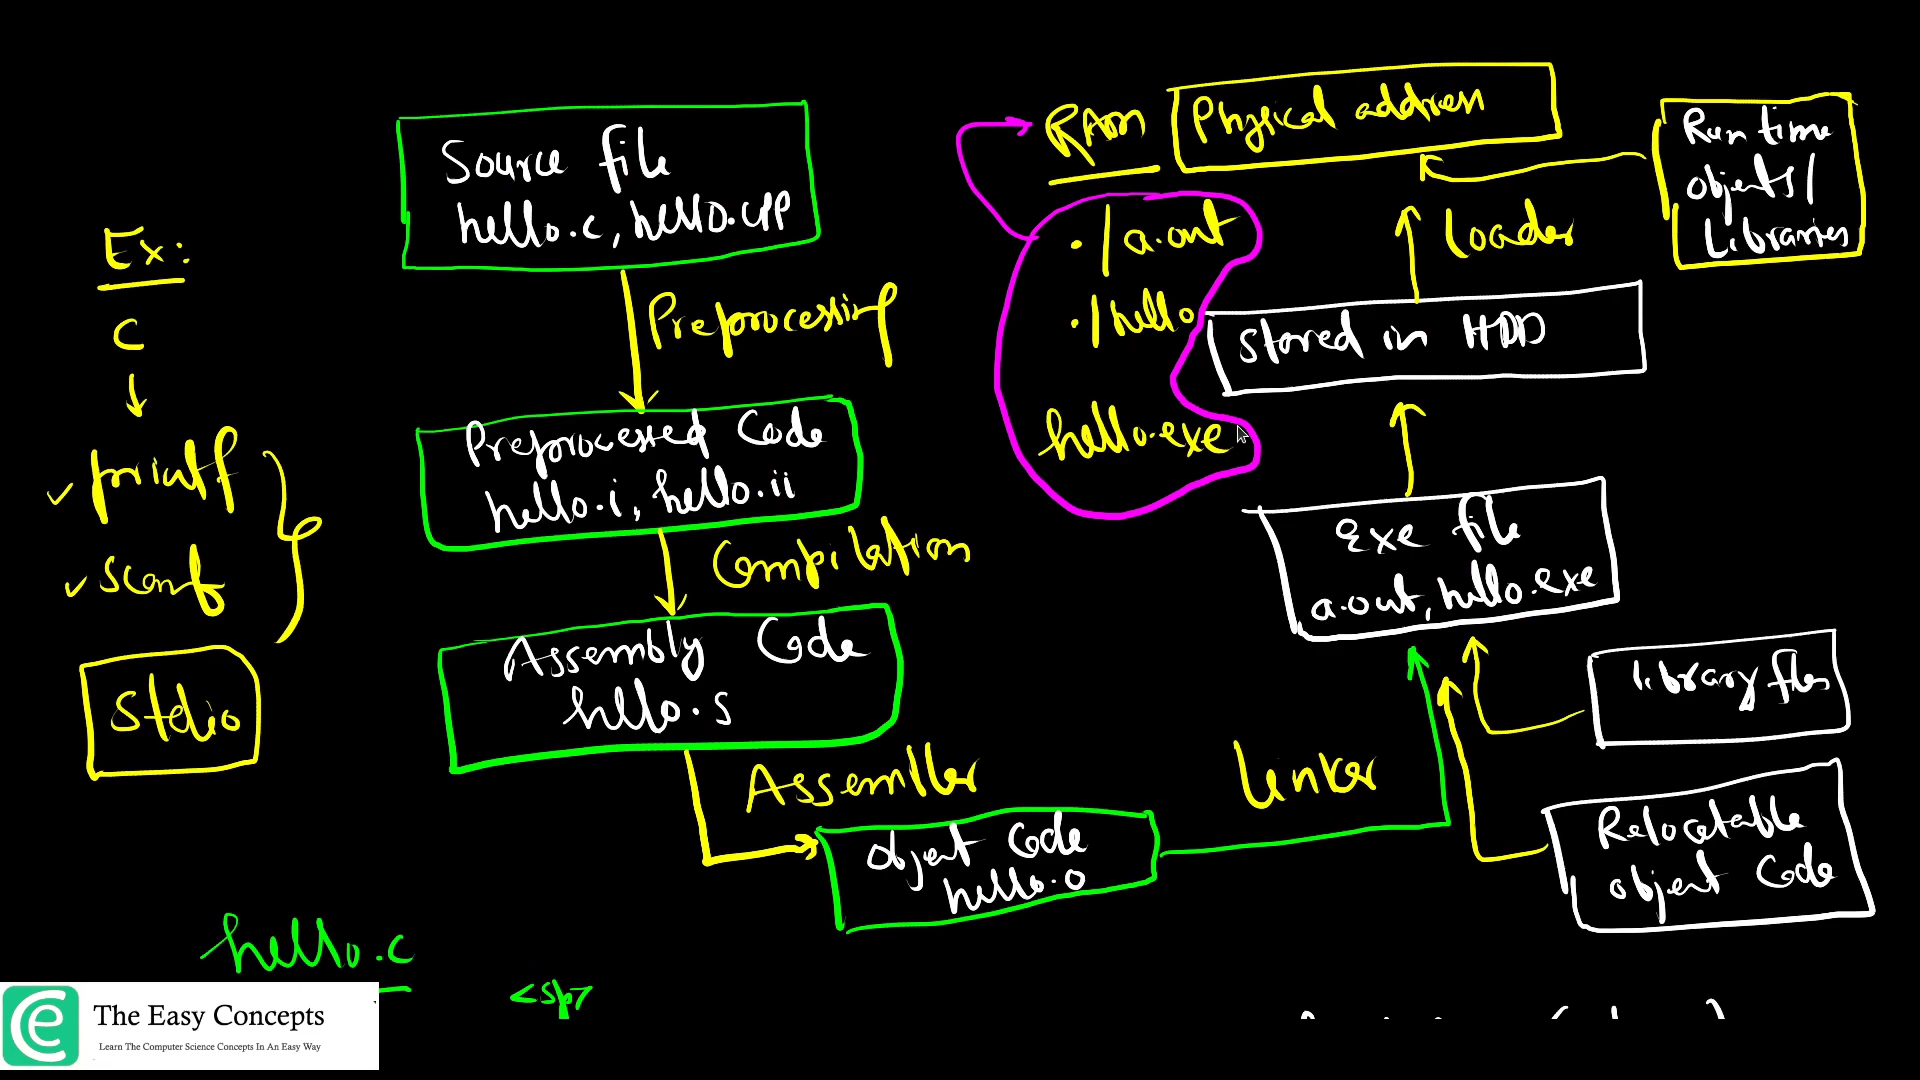 Ex:
C
printf
scanf
Stdio
hello.c
<sp>
Source file
hello.c, hello.cpp
Preprocessing
Preprocessed Code
hello.i, hello.ii
Compilation
Assembly Code
hello.s
Assembler
Object Code
hello.o
Linker
RAM
Physical address
Run time
objects/
Libraries
./a.out
./hello
hello.exe
loader
Stored in HDD
Exe file
a.out, hello.exe
library files
Relocatable
object Code
The Easy Concepts
Learn The Computer Science Concepts In An Easy Way